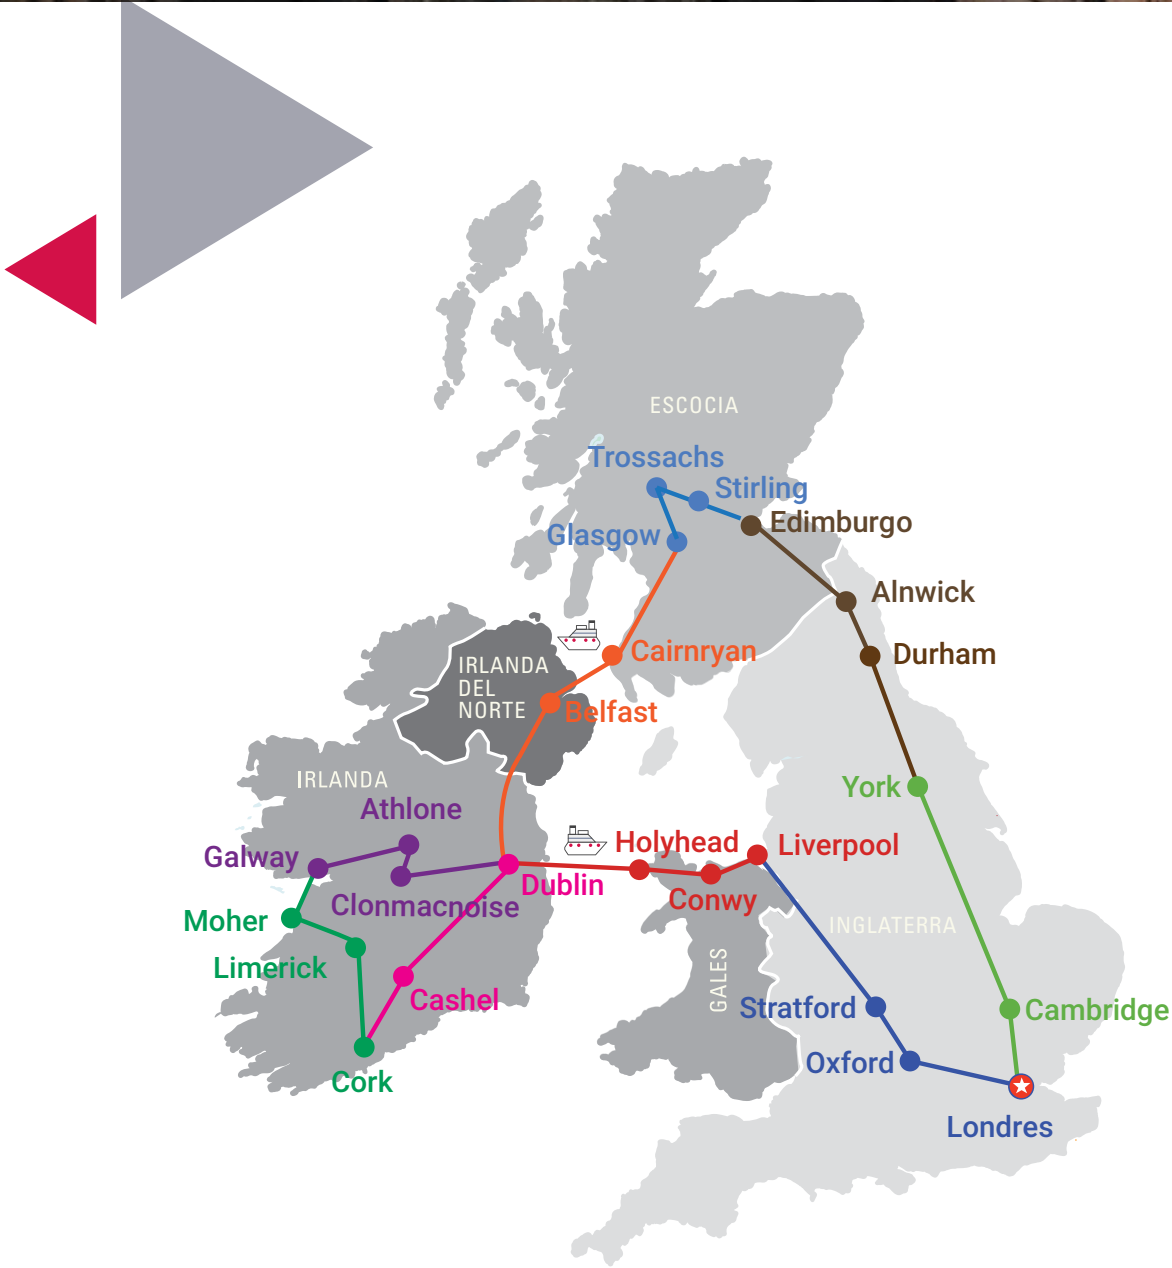 ESCOCIA
Trossachs
Stirling
Edimburgo
Glasgow
Alnwick
Cairnryan
Durham
IRLANDA
DEL
NORTE
Belfast
IRLANDA
York
Athlone
Holyhead
Liverpool
Galway
Dublin
Conwy
Clonmacnoise
Moher
INGLATERRA
Limerick
GALES
Cashel
Stratford
Cambridge
Oxford
Cork
Londres